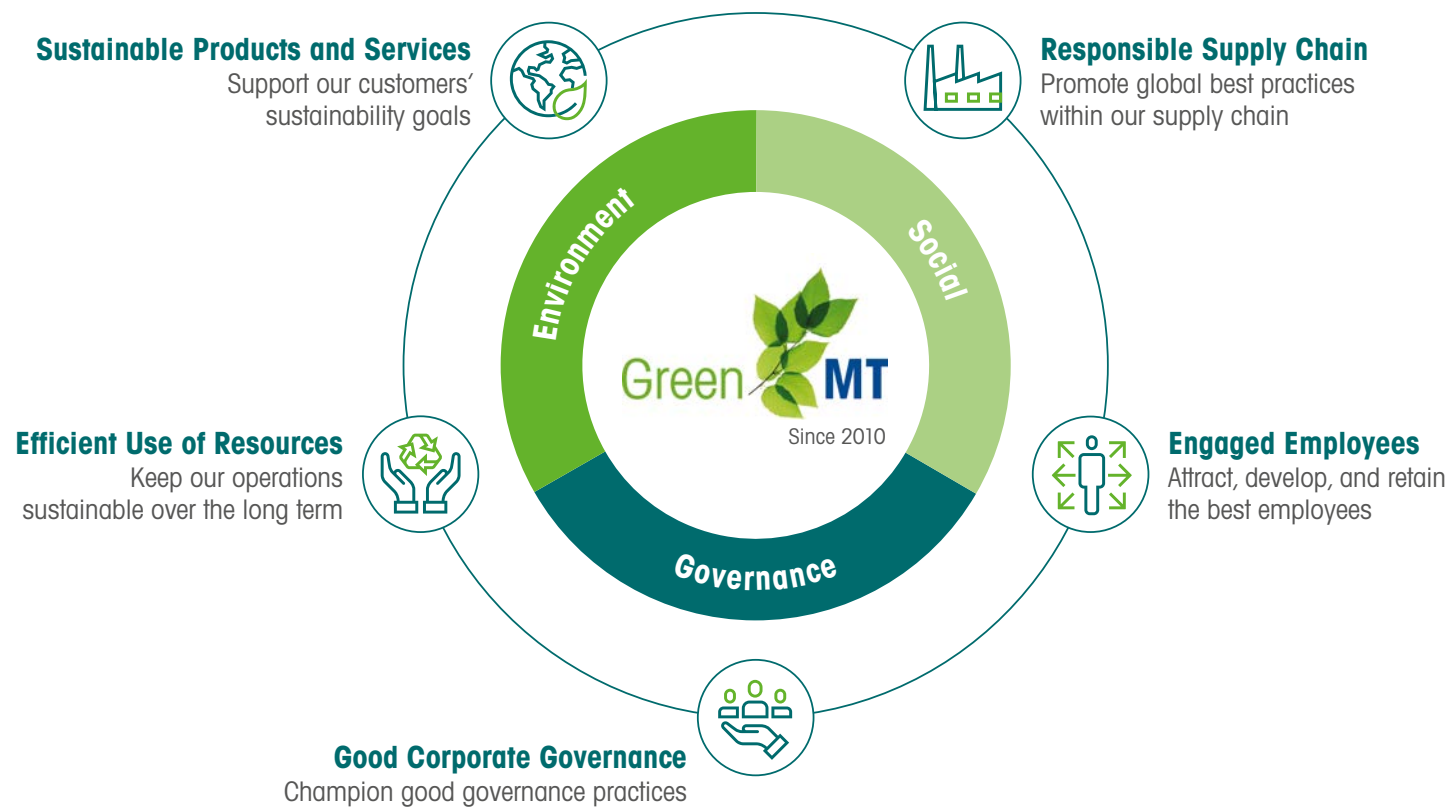 Sustainable Products and Services
Support our customers’
sustainability goals
Responsible Supply Chain
Promote global best practices
within our supply chain
Environment
Social
Green MT
Since 2010
Governance
Efficient Use of Resources
Keep our operations
sustainable over the long term
Engaged Employees
Attract, develop, and retain
the best employees
Good Corporate Governance
Champion good governance practices